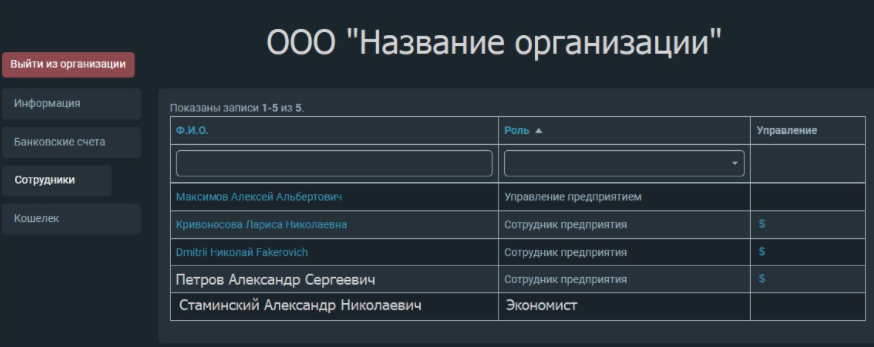 ООО "Название организации"
Выйти из организации
Информация
Банковские счета
Сотрудники
Кошелек
Показаны записи 1-5 из 5.
Ф.И.О. Роль Управление
Максимов Алексей Альбертович Управление предприятием
Кривоносова Лариса Николаевна Сотрудник предприятия $
Dmitrii Николай Fakerovich Сотрудник предприятия $
Петров Александр Сергеевич Сотрудник предприятия $
Стаминский Александр Николаевич Экономист